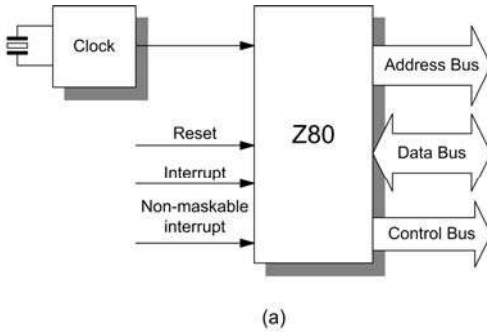 Clock
Address Bus
Z80
Reset
Data Bus
Interrupt
Non-maskable
interrupt
Control Bus
(a)